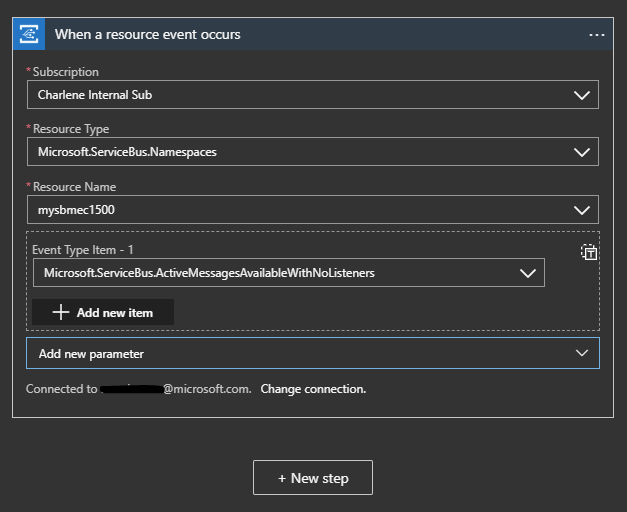 When a resource event occurs
* Subscription
Charlene Internal Sub
* Resource Type
Microsoft.ServiceBus.Namespaces
* Resource Name
mysbmec1500
Event Type Item - 1
Microsoft.ServiceBus.ActiveMessagesAvailableWithNoListeners
Add new item
Add new parameter
Connected to @microsoft.com. Change connection.
+ New step